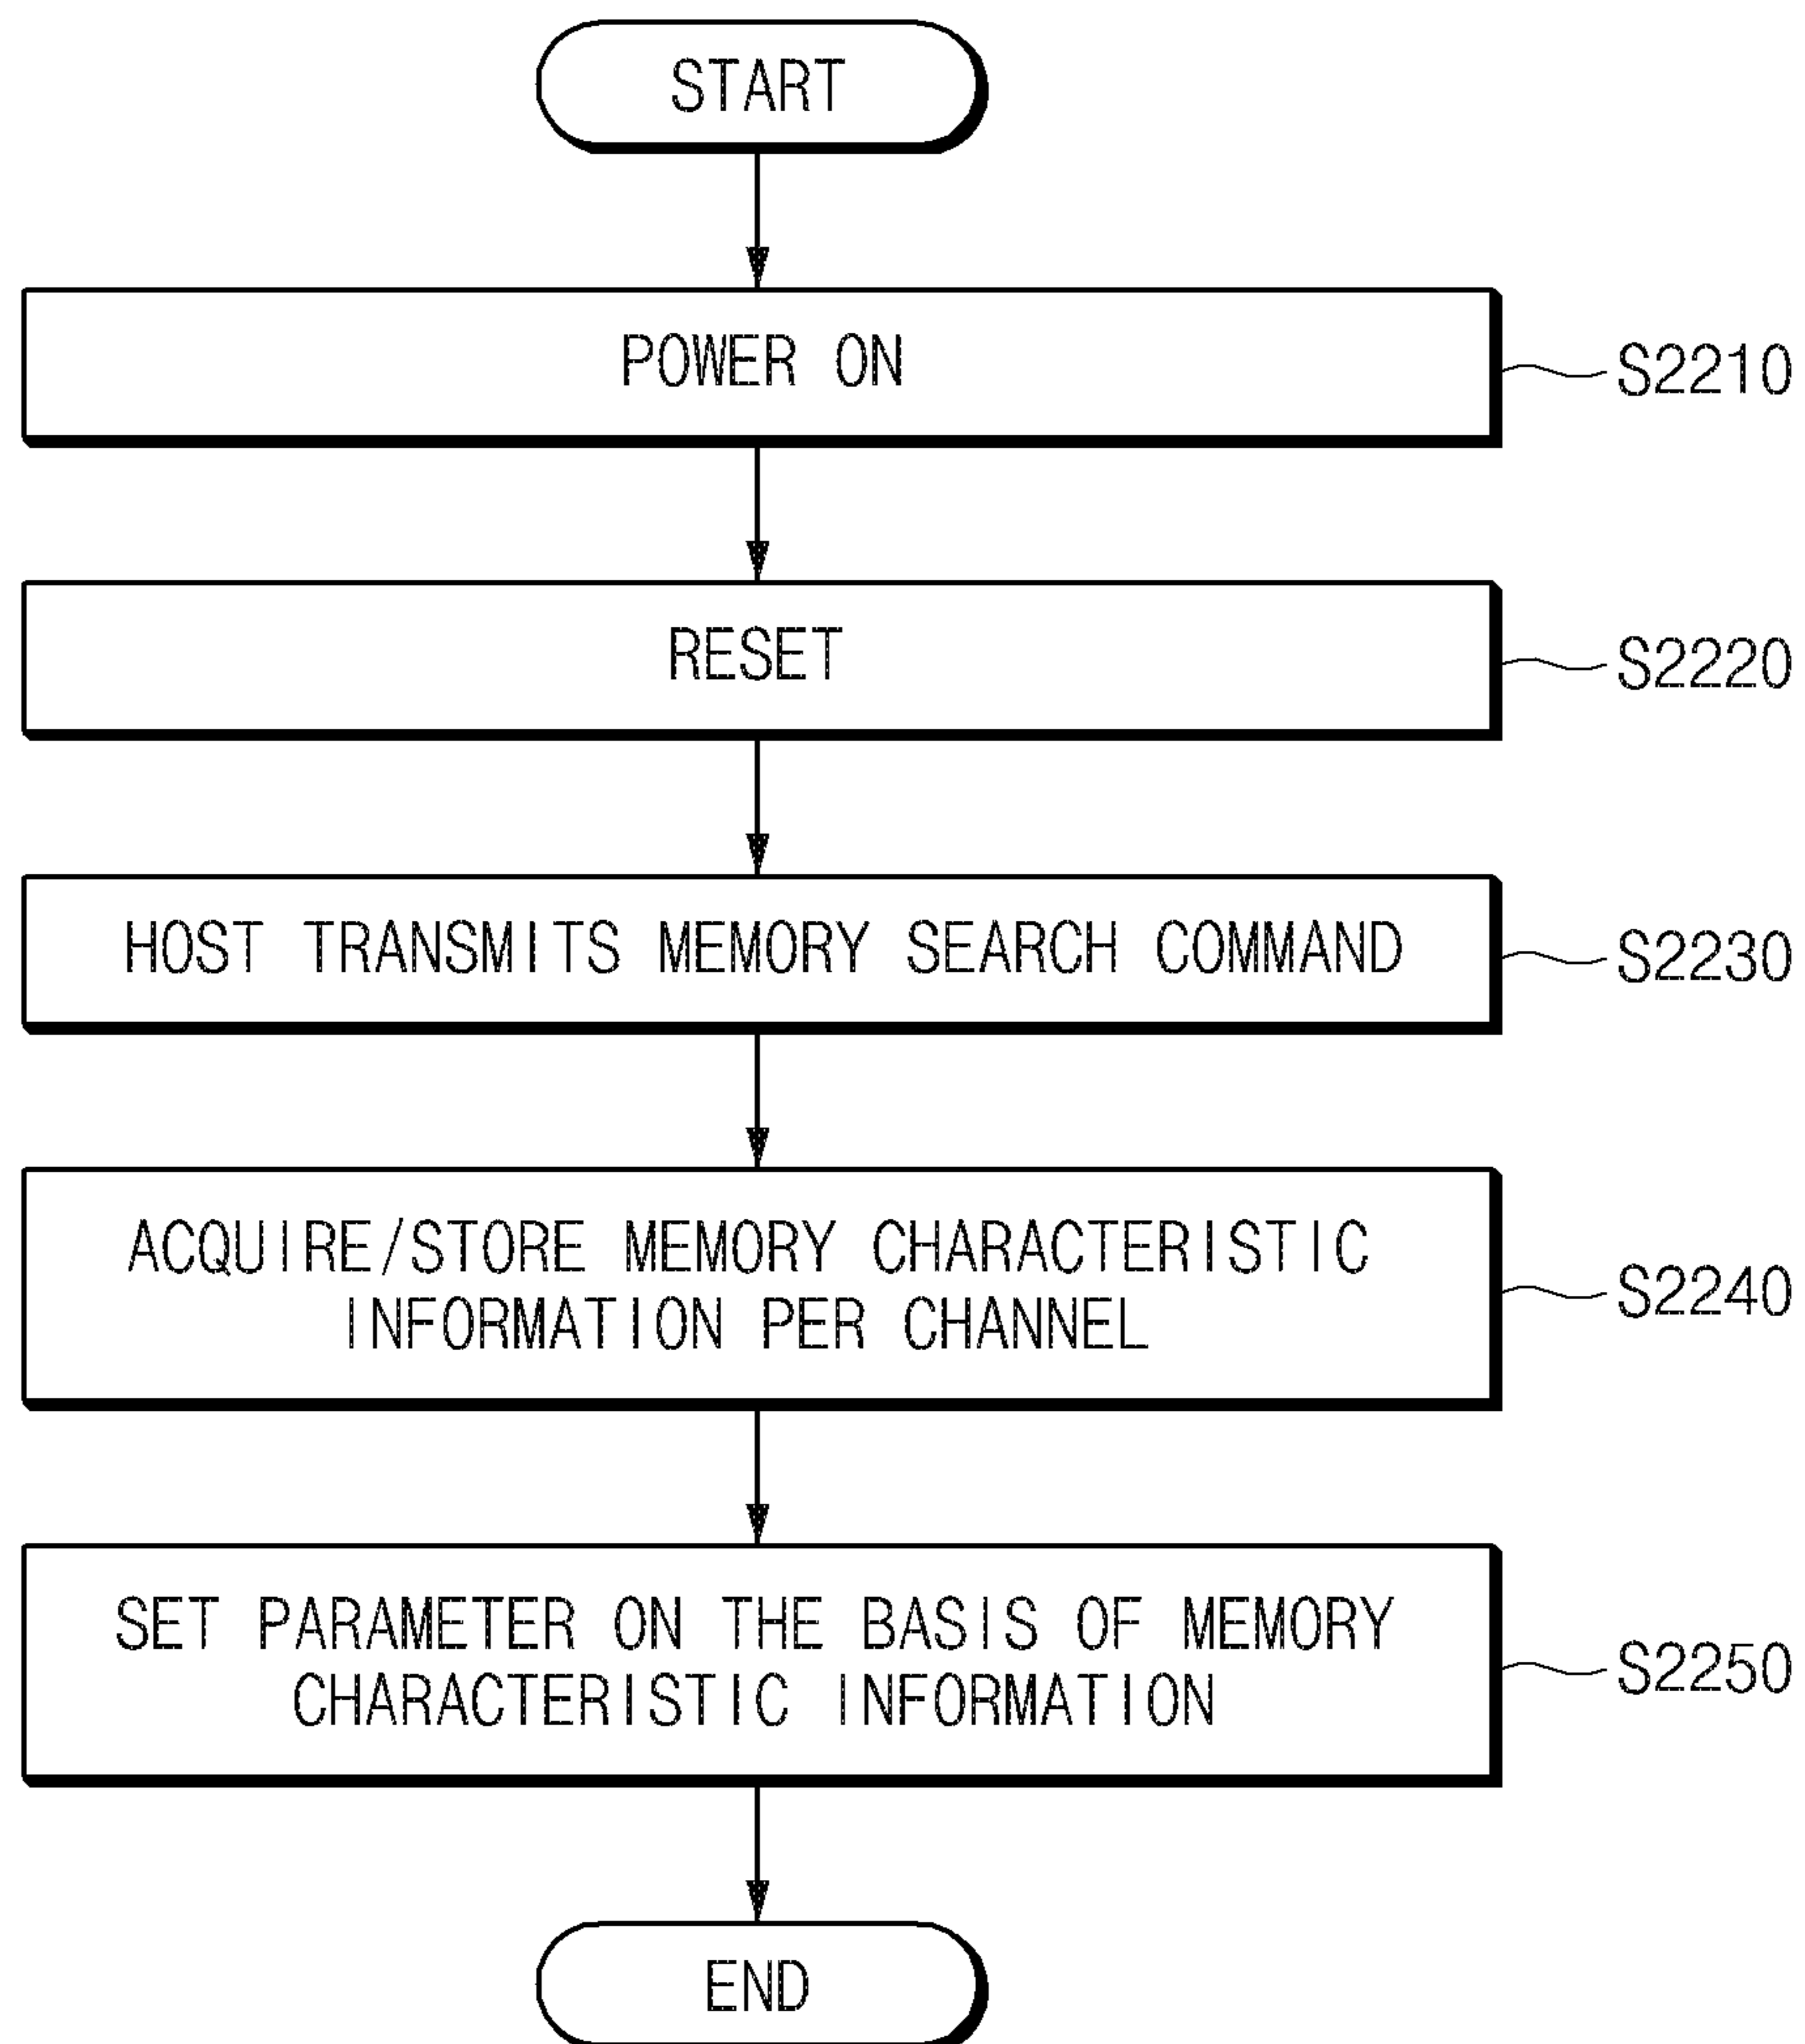 START
POWER ON
S2210
RESET
S2220
HOST TRANSMITS MEMORY SEARCH COMMAND
S2230
ACQUIRE/STORE MEMORY CHARACTERISTIC
INFORMATION PER CHANNEL
S2240
SET PARAMETER ON THE BASIS OF MEMORY
CHARACTERISTIC INFORMATION
S2250
END